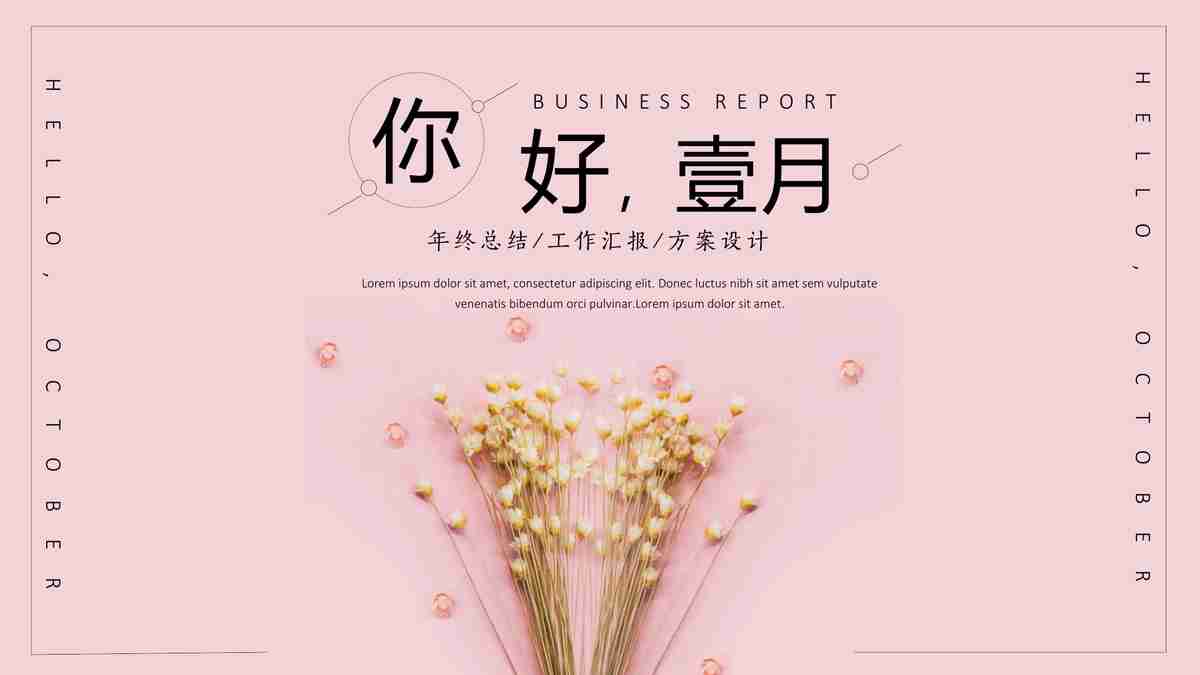 HELLO, OCTOBER
BUSINESS REPORT
你好，壹月
年终总结/工作汇报/方案设计
Lorem ipsum dolor sit amet, consectetur adipiscing elit. Donec luctus nibh sit amet sem vulputate
venenatis bibendum orci pulvinar.Lorem ipsum dolor sit amet.
HELLO, OCTOBER